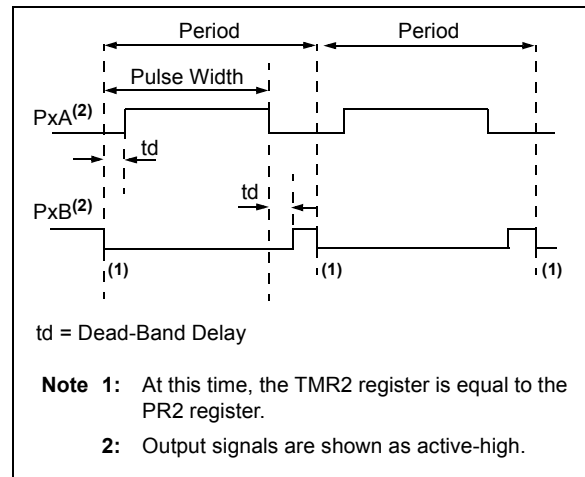 Period Period
Pulse Width
PxA(2)
td
td
PxB(2)
(1) (1) (1)
td = Dead-Band Delay
Note 1: At this time, the TMR2 register is equal to the
PR2 register.
2: Output signals are shown as active-high.